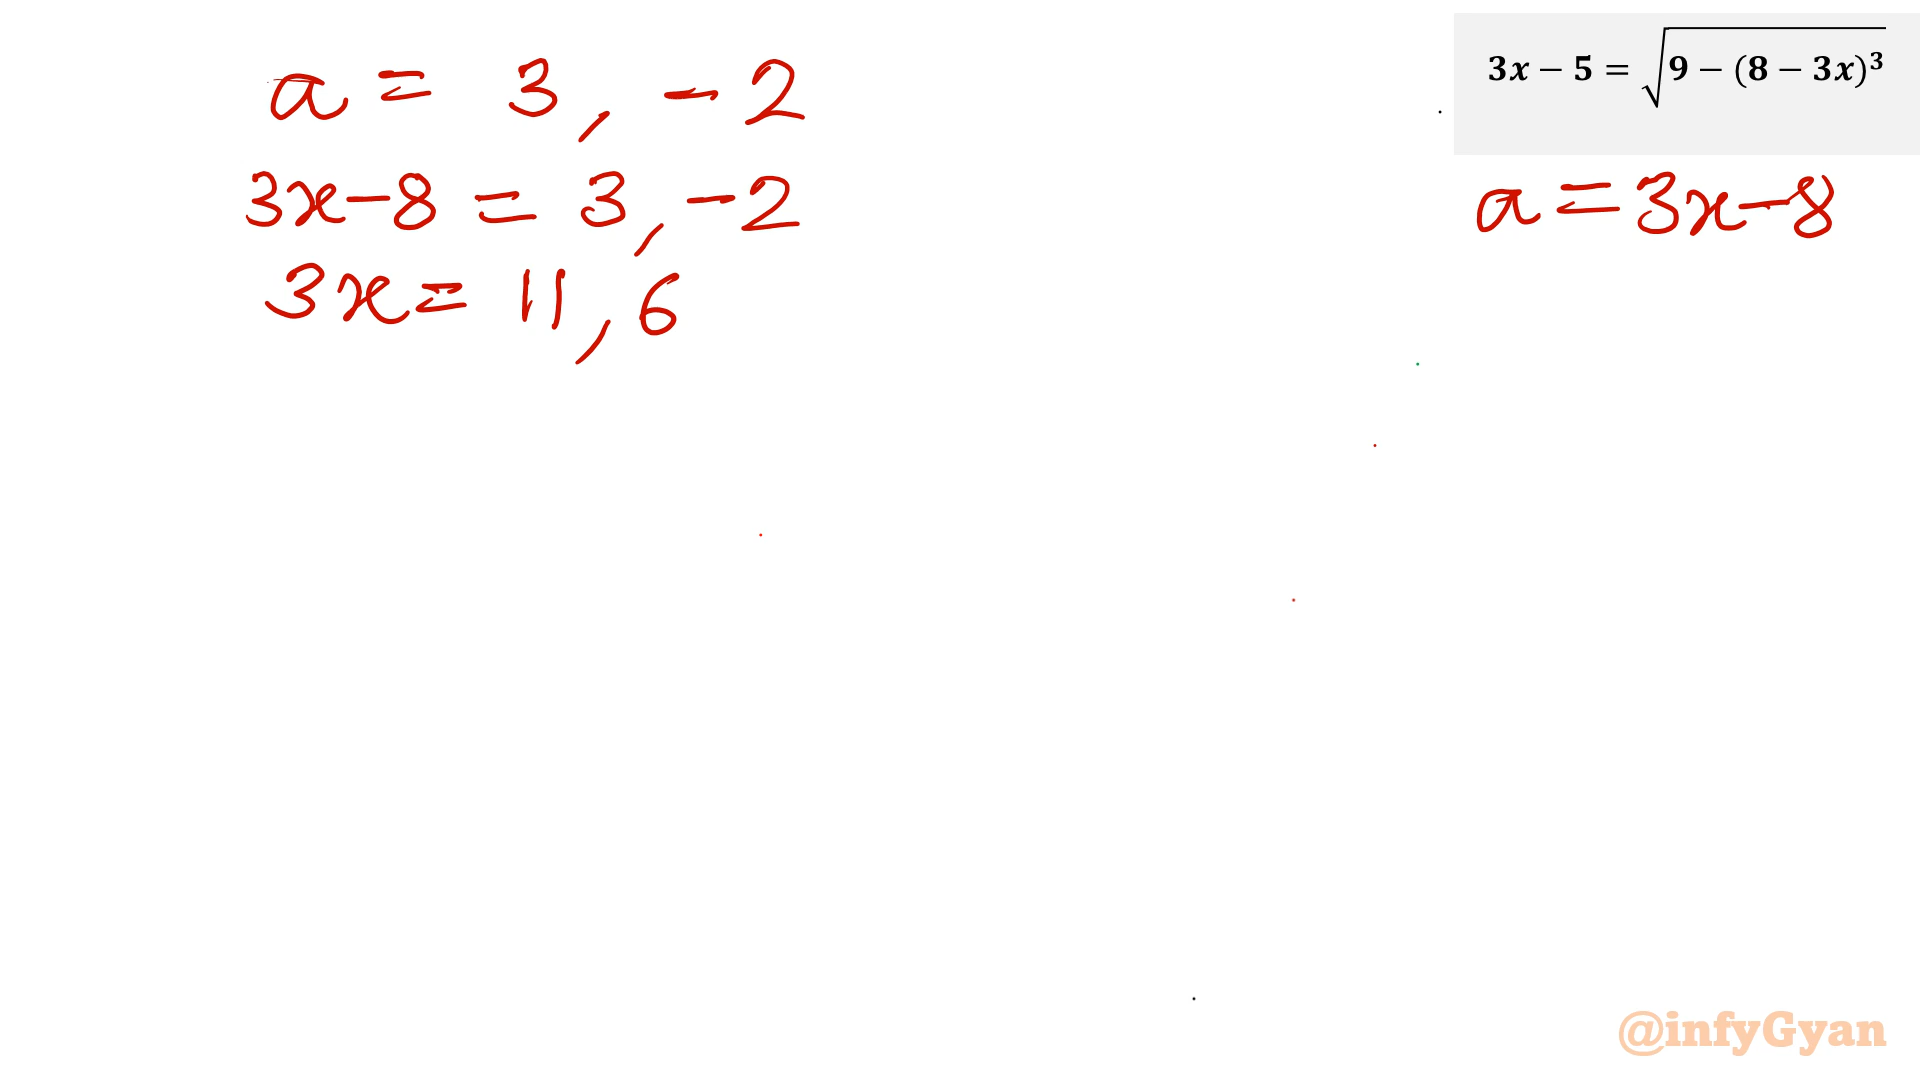 3x − 5 = √9 − (8 − 3x)³
a = 3x−8
a = 3, −2
3x−8 = 3, −2
3x = 11, 6
@infyGyan